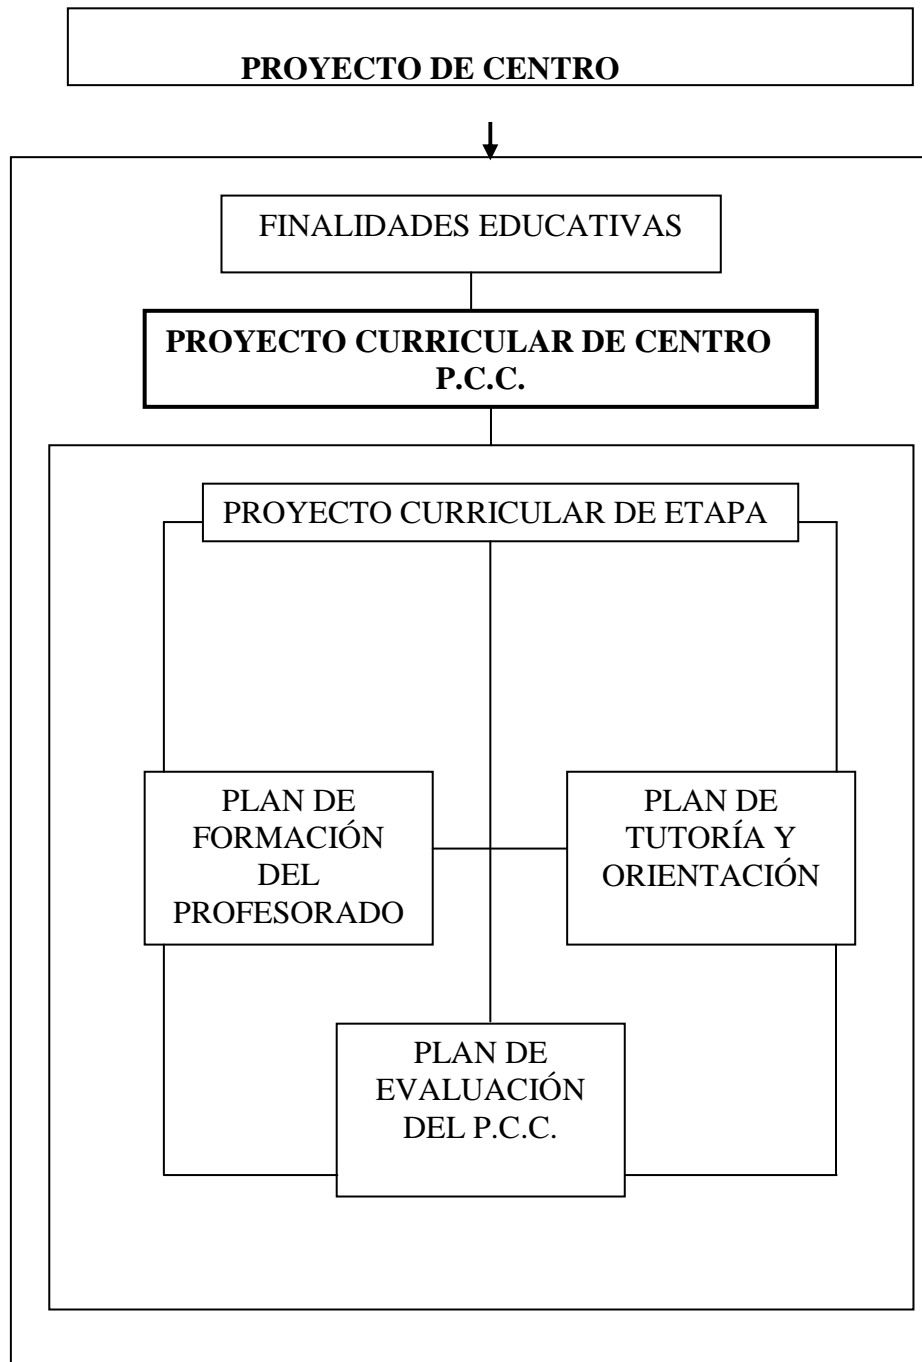 PROYECTO DE CENTRO
FINALIDADES EDUCATIVAS
PROYECTO CURRICULAR DE CENTRO
P.C.C.
PROYECTO CURRICULAR DE ETAPA
PLAN DE
FORMACIÓN
DEL
PROFESORADO
PLAN DE
TUTORÍA Y
ORIENTACIÓN
PLAN DE
EVALUACIÓN
DEL P.C.C.